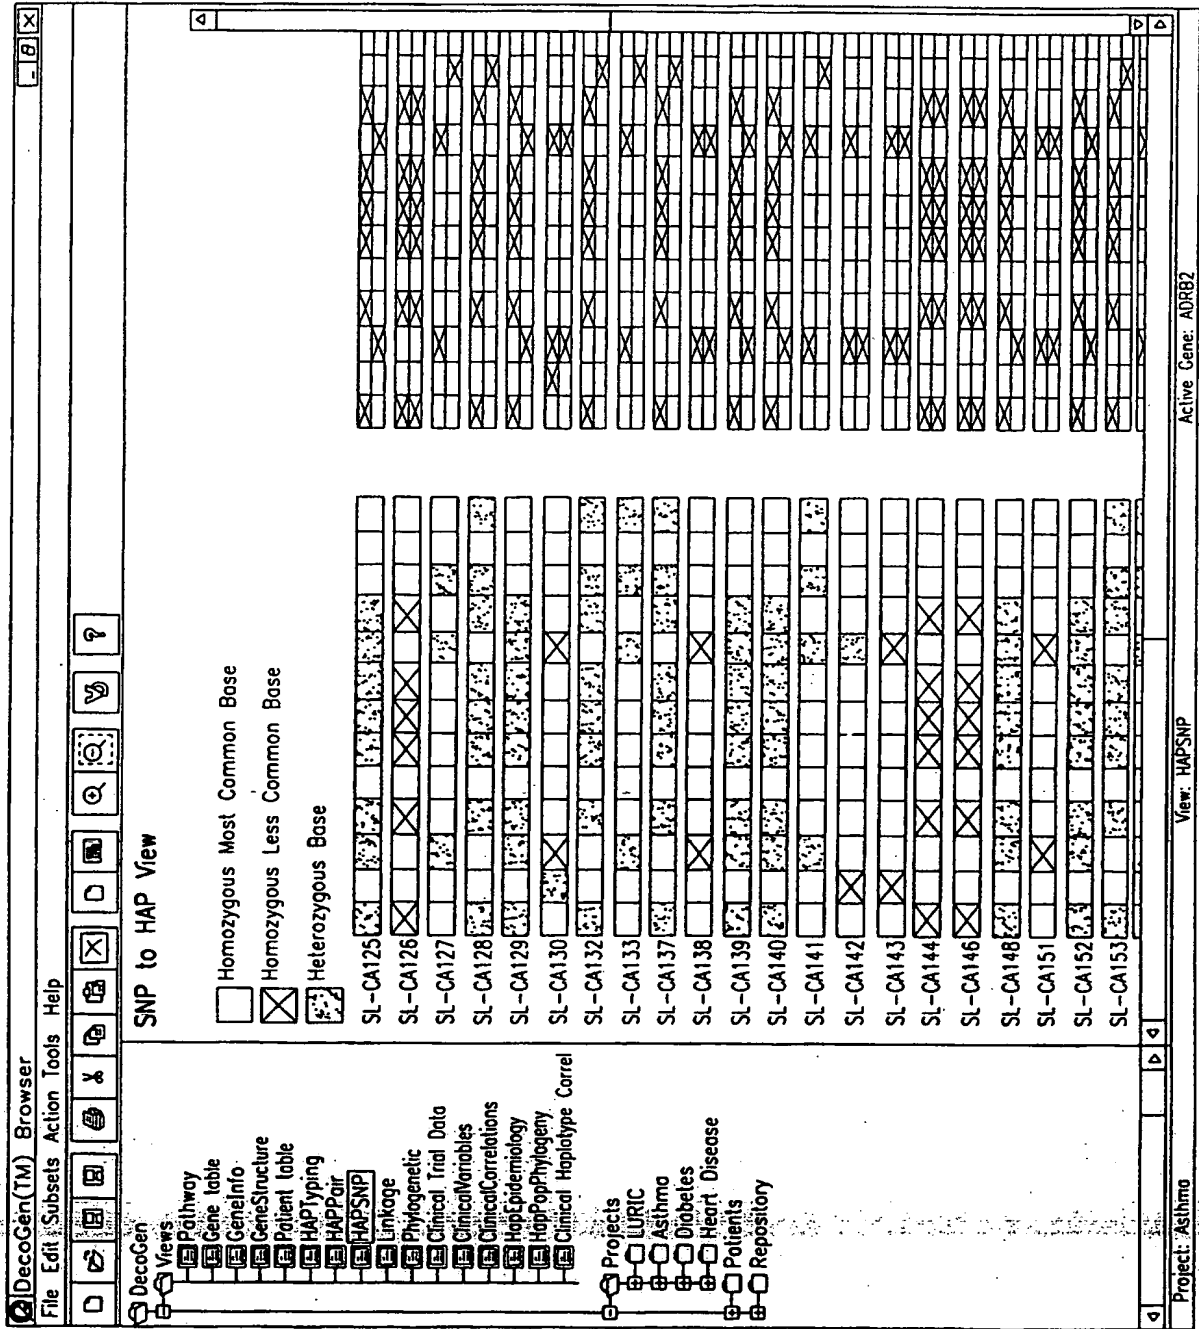 DecoGen(TM) Browser
File Edit Subsets Action Tools Help
?
DecoGen
Views
Pathway
Gene table
GeneInfo
GeneStructure
Patient table
HAPTyping
HAPPair
HAPSNP
Linkage
Phylogenetic
Clinical Trial Data
ClinicalVariables
ClinicalCorrelations
HapEpidemiology
HapPopPhylogeny
Clinical Haplotype Correl
Projects
LURIC
Asthma
Diabetes
Heart Disease
Patients
Repository
SNP to HAP View
Homozygous Most Common Base
Homozygous Less Common Base
Heterozygous Base
SL-CA125
SL-CA126
SL-CA127
SL-CA128
SL-CA129
SL-CA130
SL-CA132
SL-CA133
SL-CA137
SL-CA138
SL-CA139
SL-CA140
SL-CA141
SL-CA142
SL-CA143
SL-CA144
SL-CA146
SL-CA148
SL-CA151
SL-CA152
SL-CA153
Project: Asthma
View: HAPSNP
Active Gene: ADRB2